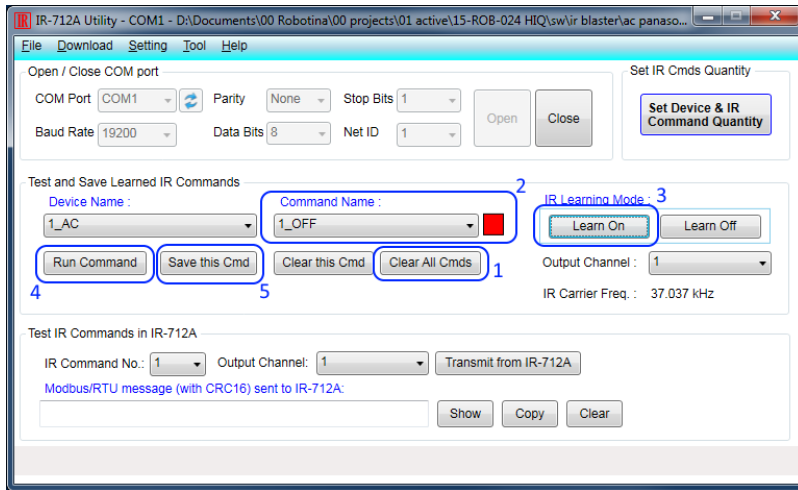 IR-712A Utility - COM1 - D:\Documents\00 Robotina\00 projects\01 active\15-ROB-024 HIQ\sw\ir blaster\ac panaso...
File Download Setting Tool Help
Open / Close COM port
Set IR Cmds Quantity
COM Port COM1 Parity None Stop Bits 1 Open Close
Set Device & IR
Command Quantity
Baud Rate 19200 Data Bits 8 Net ID 1
Test and Save Learned IR Commands
2
Device Name : Command Name : IR Learning Mode : 3
1_AC 1_OFF Learn On Learn Off
Run Command Save this Cmd Clear this Cmd Clear All Cmds 1 Output Channel : 1
4 5
IR Carrier Freq. : 37.037 kHz
Test IR Commands in IR-712A
IR Command No.: 1 Output Channel: 1 Transmit from IR-712A
Modbus/RTU message (with CRC16) sent to IR-712A:
Show Copy Clear